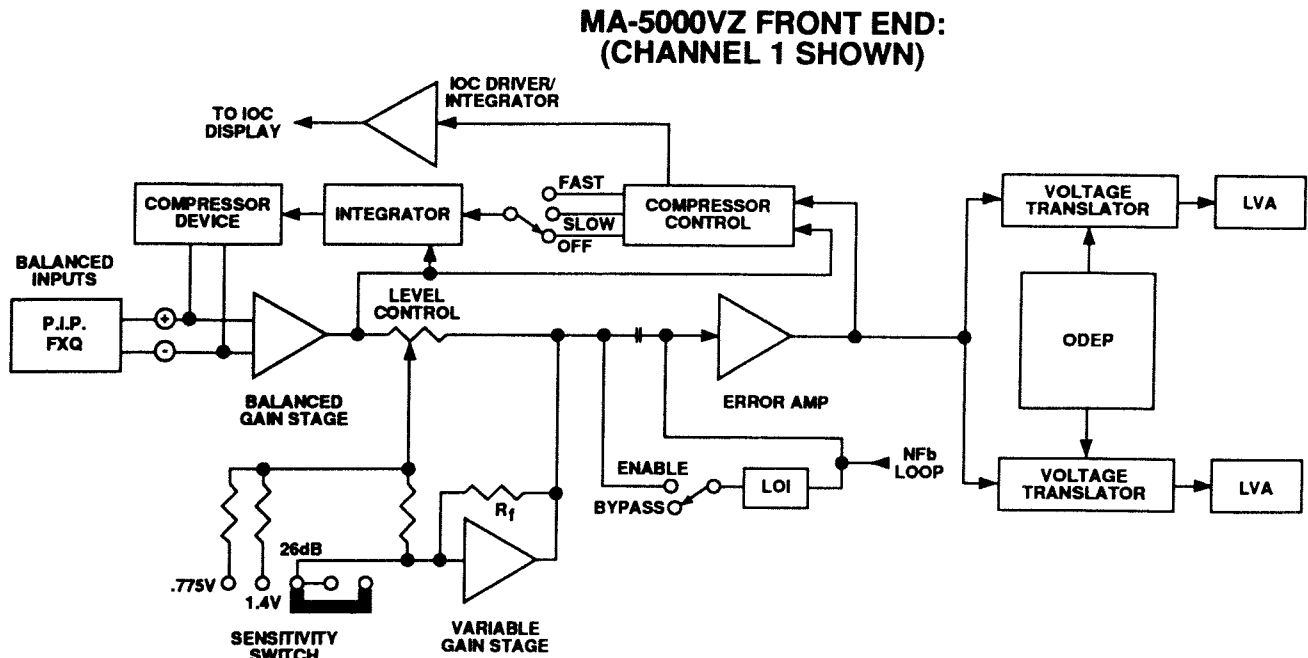 MA-5000VZ FRONT END:
(CHANNEL 1 SHOWN)
IOC DRIVER/
INTEGRATOR
TO IOC
DISPLAY
FAST
SLOW
OFF
COMPRESSOR
DEVICE
INTEGRATOR
COMPRESSOR
CONTROL
VOLTAGE
TRANSLATOR
LVA
BALANCED
INPUTS
P.I.P.
FXQ
+
-
LEVEL
CONTROL
BALANCED
GAIN STAGE
ERROR AMP
ODEP
ENABLE
BYPASS
LOI
NFb
LOOP
VOLTAGE
TRANSLATOR
LVA
Rf
26dB
.775V
1.4V
SENSITIVITY
SWITCH
VARIABLE
GAIN STAGE